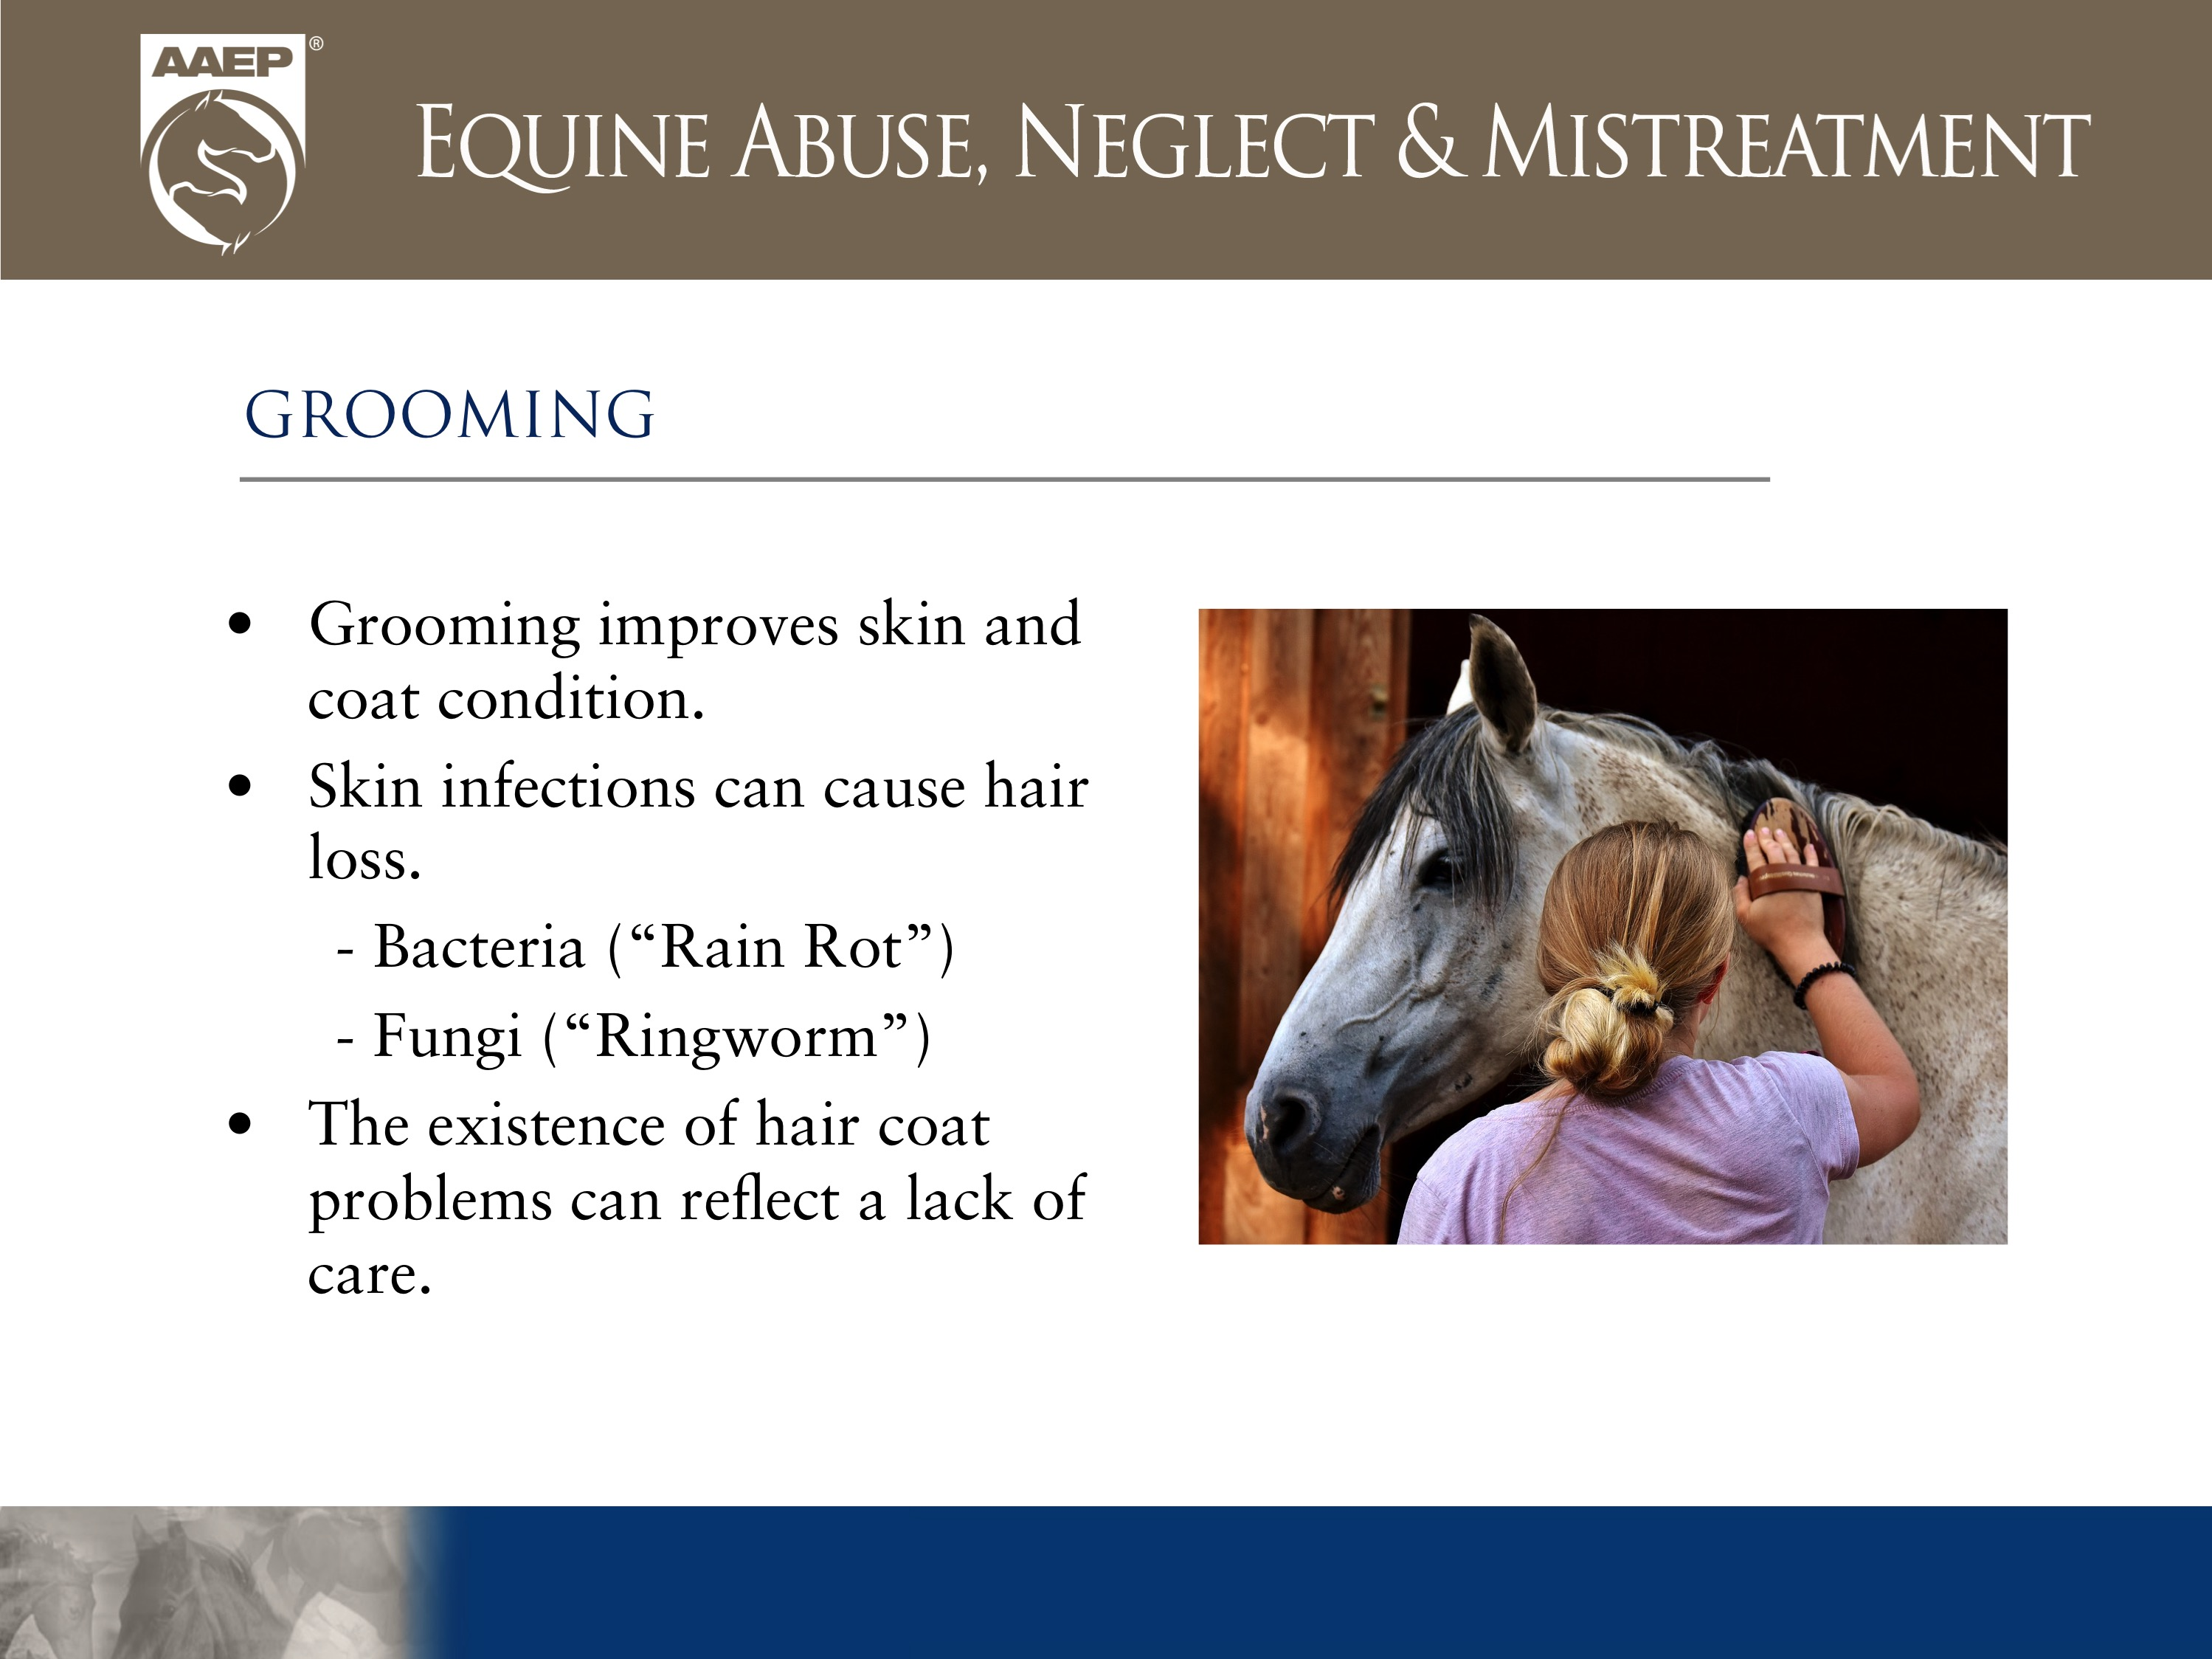 AAEP®
EQUINE ABUSE, NEGLECT & MISTREATMENT
GROOMING
• Grooming improves skin and
coat condition.
• Skin infections can cause hair
loss.
- Bacteria (“Rain Rot”)
- Fungi (“Ringworm”)
• The existence of hair coat
problems can reflect a lack of
care.